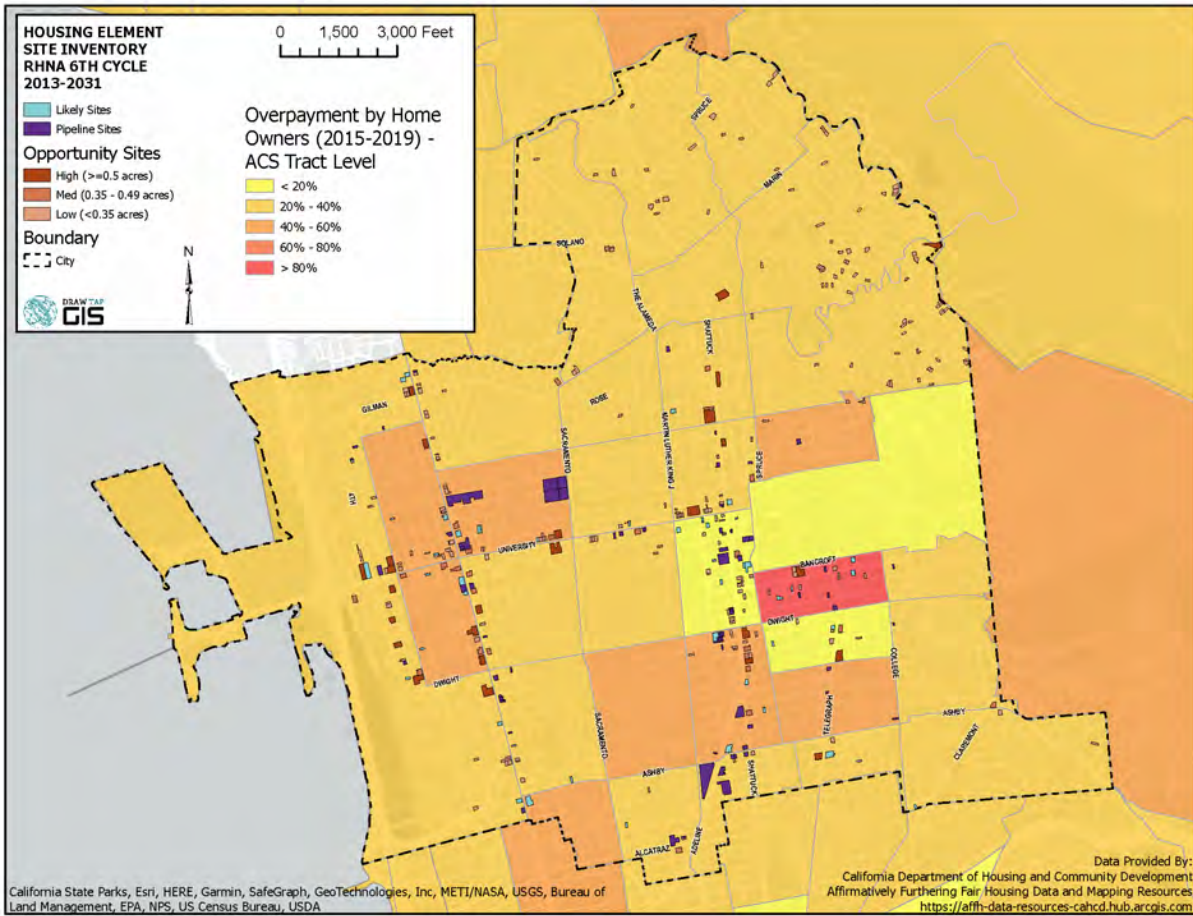 HOUSING ELEMENT
SITE INVENTORY
RHNA 6TH CYCLE
2013-2031
Likely Sites
Pipeline Sites
Opportunity Sites
High (>=0.5 acres)
Med (0.35 - 0.49 acres)
Low (<0.35 acres)
Boundary
City
DRAW TAP
GIS
N
0 1,500 3,000 Feet
Overpayment by Home
Owners (2015-2019) -
ACS Tract Level
< 20%
20% - 40%
40% - 60%
60% - 80%
> 80%
SPRUCE
MARIN
SOLANO
THE ALAMEDA
SHATTUCK
GILMAN
ROSE
SACRAMENTO
MARTIN LUTHER KING J
SPRUCE
4TH
UNIVERSITY
BANCROFT
DWIGHT
DWIGHT
COLLEGE
SACRAMENTO
TELEGRAPH
ASHBY
CLAREMONT
ASHBY
SHATTUCK
ADELINE
ALCATRAZ
California State Parks, Esri, HERE, Garmin, SafeGraph, GeoTechnologies, Inc, METI/NASA, USGS, Bureau of
Land Management, EPA, NPS, US Census Bureau, USDA
Data Provided By:
California Department of Housing and Community Development
Affirmatively Furthering Fair Housing Data and Mapping Resources
https://affh-data-resources-cahcd.hub.arcgis.com